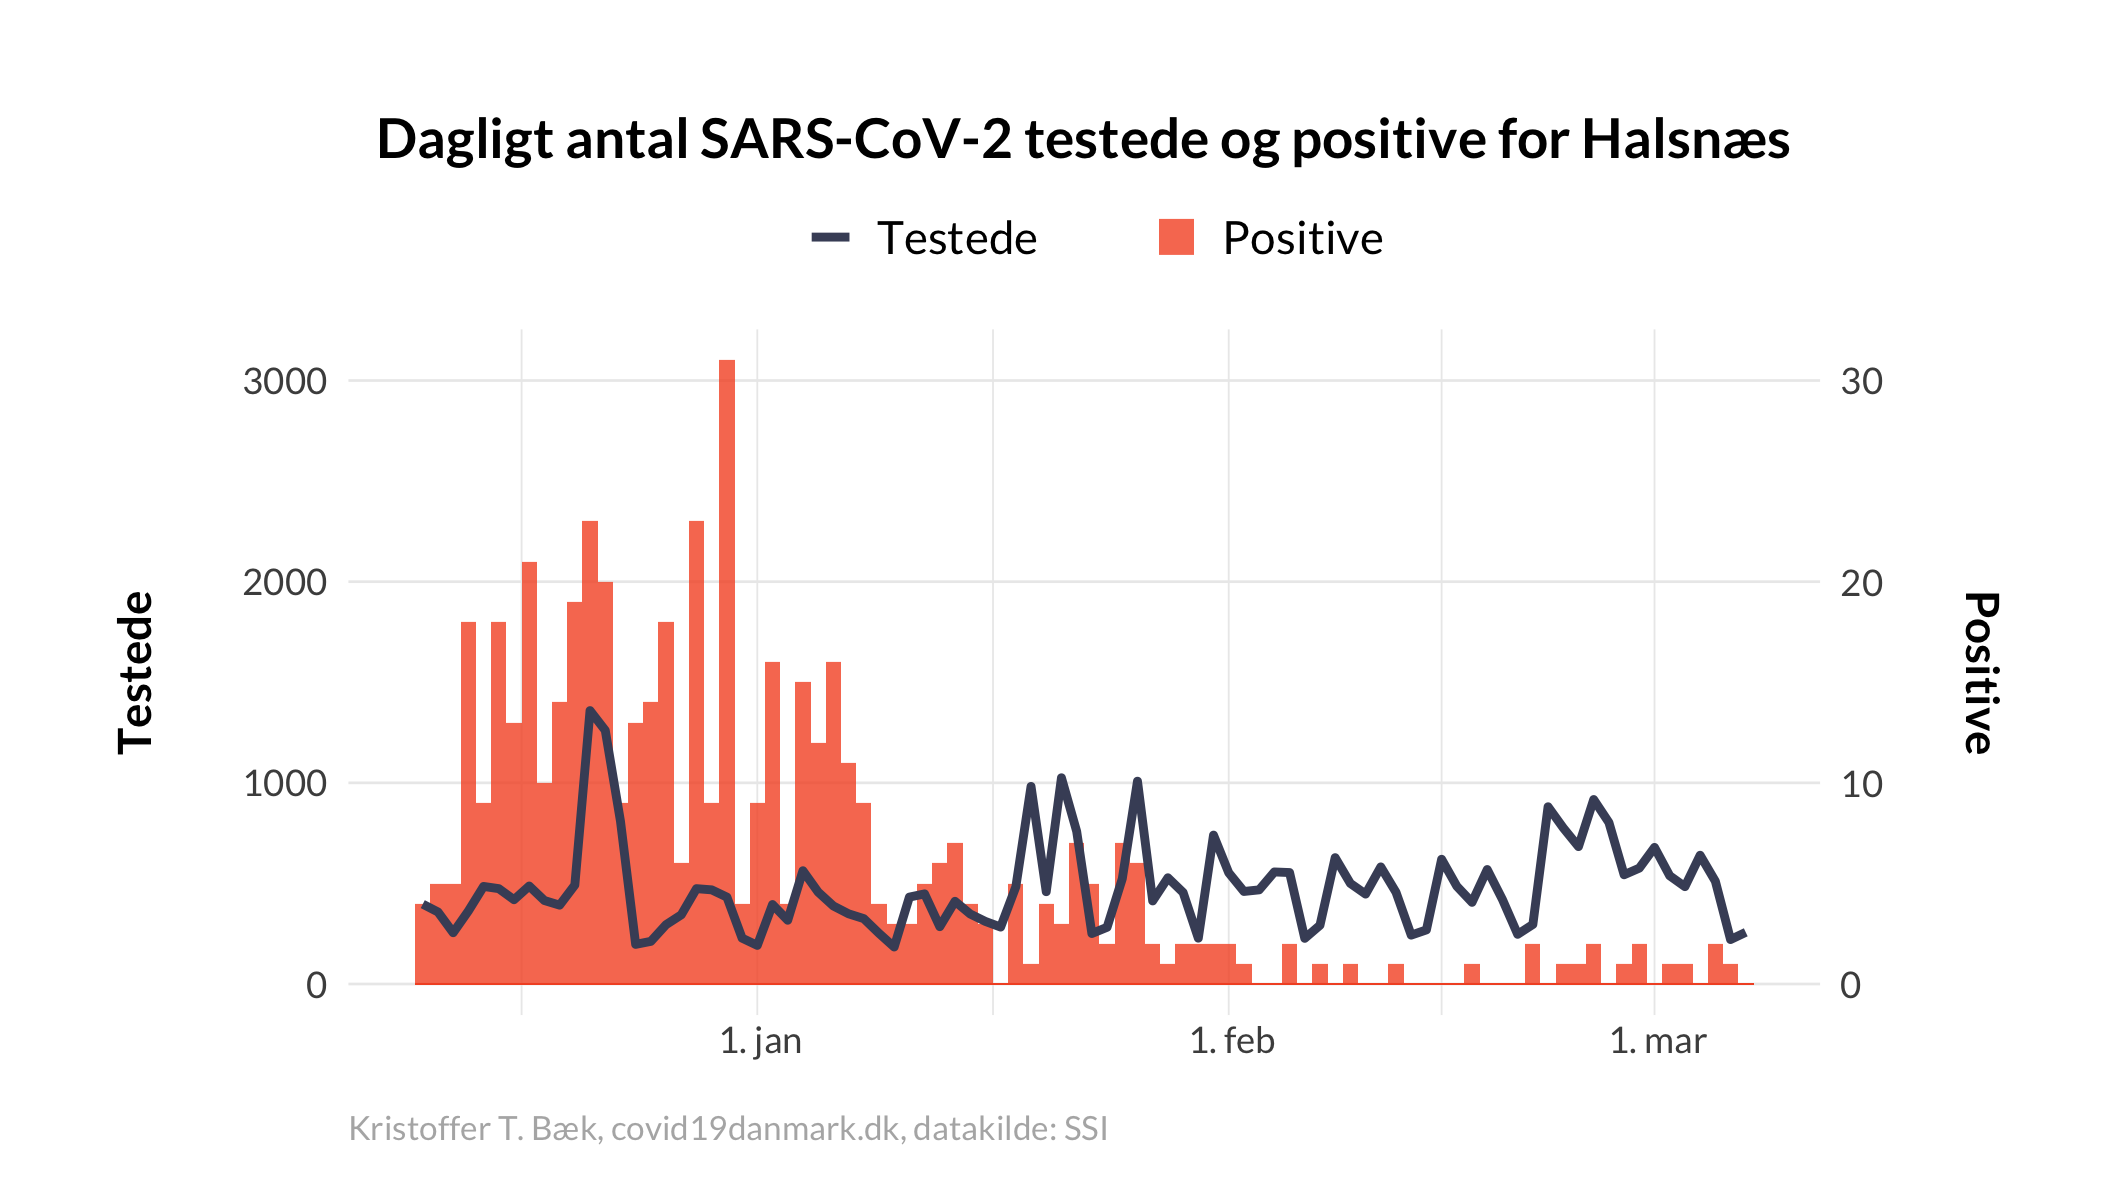 Dagligt antal SARS-CoV-2 testede og positive for Halsnæs
Testede
Positive
3000
2000
1000
0
30
20
10
0
Testede
Positive
1. jan
1. feb
1. mar
Kristoffer T. Bæk, covid19danmark.dk, datakilde: SSI